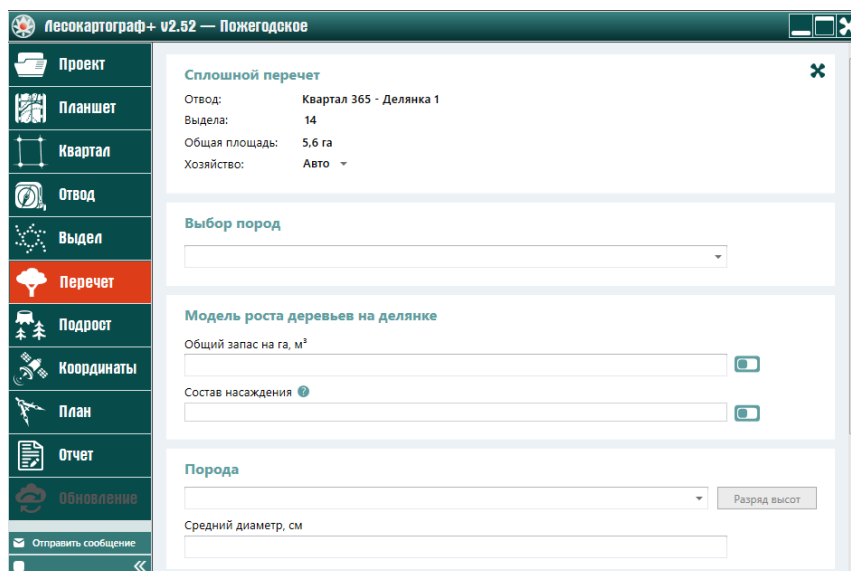 Лесокартограф+ v2.52 — Пожегодское
Проект
Планшет
Квартал
Отвод
Выдел
Перечет
Подрост
Координаты
План
Отчет
Обновление
Отправить сообщение
Сплошной перечет
Отвод: Квартал 365 - Делянка 1
Выдела: 14
Общая площадь: 5,6 га
Хозяйство: Авто
Выбор пород
Модель роста деревьев на делянке
Общий запас на га, м³
Состав насаждения ?
Порода
Разряд высот
Средний диаметр, см